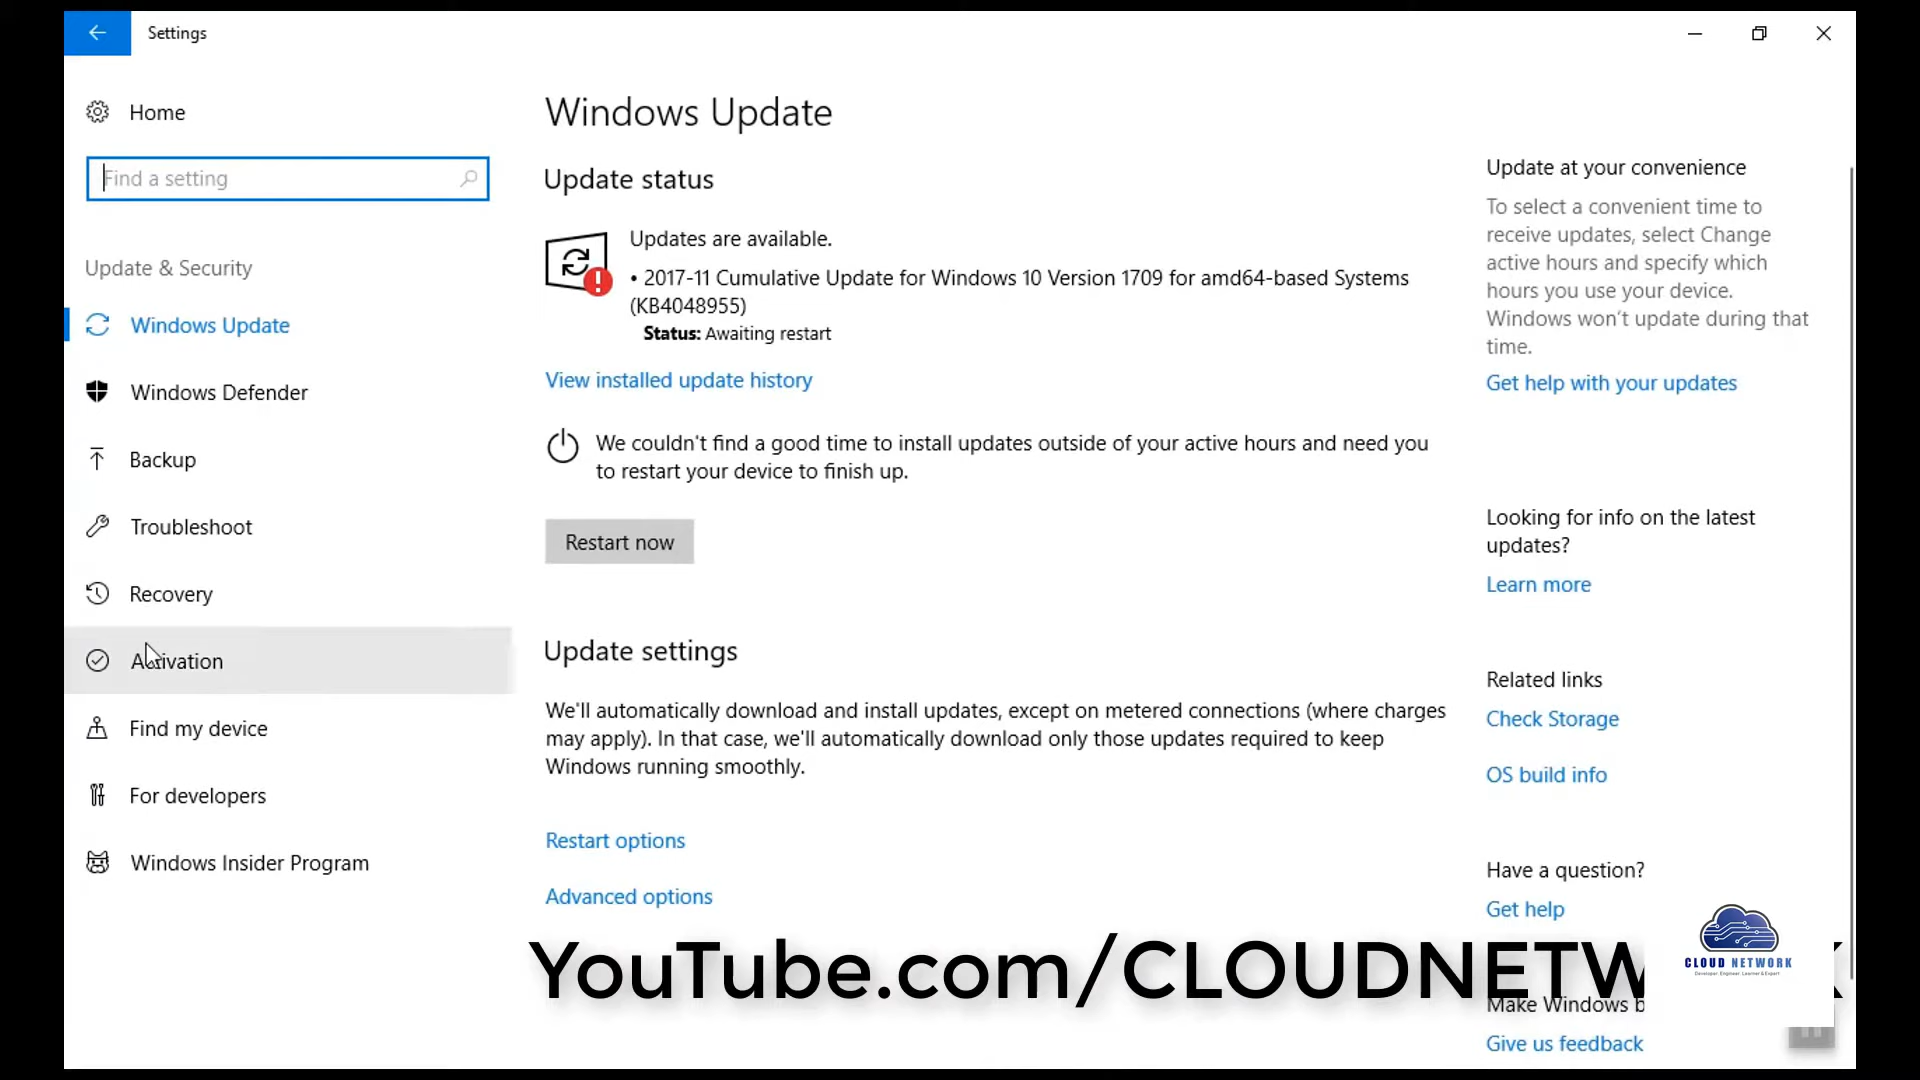 Settings
Home
Find a setting
Update & Security
Windows Update
Windows Defender
Backup
Troubleshoot
Recovery
Activation
Find my device
For developers
Windows Insider Program
Windows Update
Update status
Updates are available.
• 2017-11 Cumulative Update for Windows 10 Version 1709 for amd64-based Systems
(KB4048955)
Status: Awaiting restart
View installed update history
We couldn't find a good time to install updates outside of your active hours and need you
to restart your device to finish up.
Restart now
Update settings
We'll automatically download and install updates, except on metered connections (where charges
may apply). In that case, we'll automatically download only those updates required to keep
Windows running smoothly.
Restart options
Advanced options
Update at your convenience
To select a convenient time to
receive updates, select Change
active hours and specify which
hours you use your device.
Windows won't update during that
time.
Get help with your updates
Looking for info on the latest
updates?
Learn more
Related links
Check Storage
OS build info
Have a question?
Get help
Make Windows b
Give us feedback
YouTube.com/CLOUDNETW
CLOUD NETWORK
Developer, Engineer, Learner & Expert